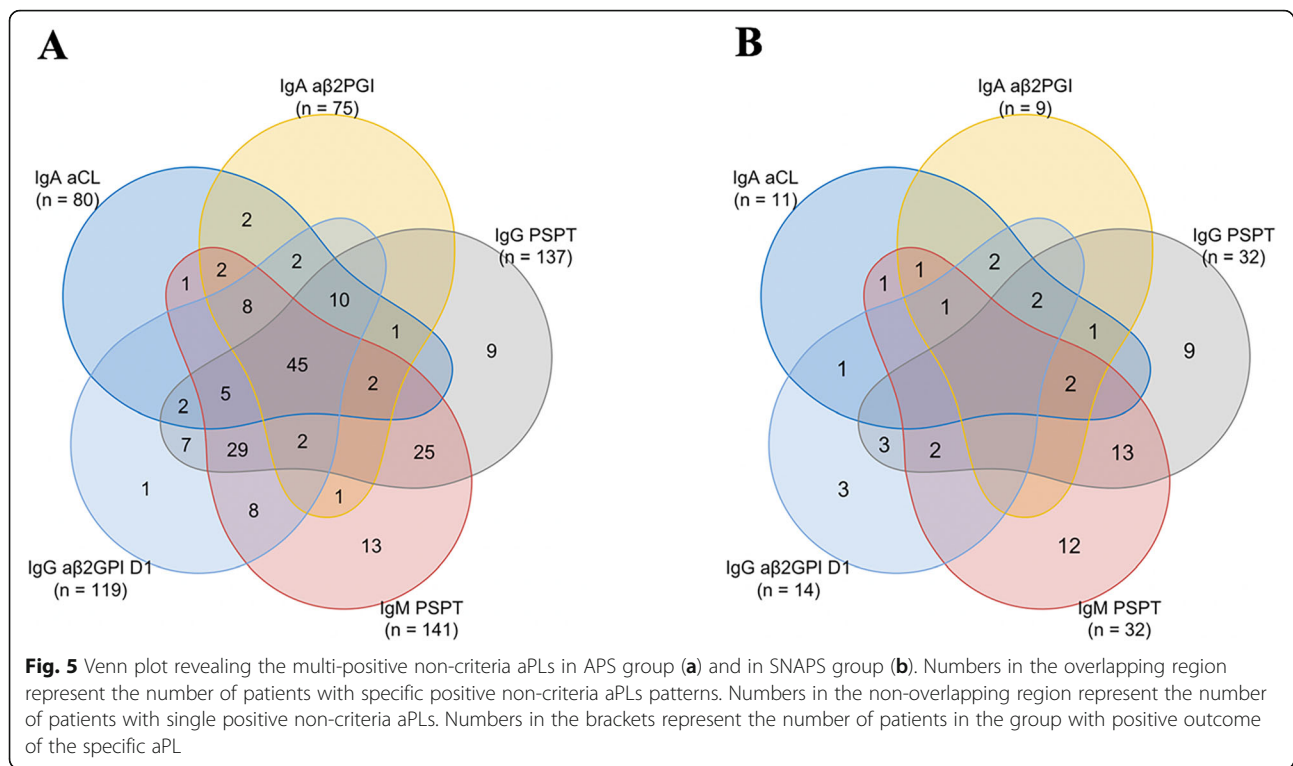 A
B
IgA aβ2PGI
(n = 75)
IgA aCL
(n = 80)
IgG PSPT
(n = 137)
2
2
1
2
8
10
1
9
45
2
5
2
7
29
2
25
1
8
1
13
IgG aβ2GPI D1
(n = 119)
IgM PSPT
(n = 141)
IgA aβ2PGI
(n = 9)
IgA aCL
(n = 11)
IgG PSPT
(n = 32)
2
1
1
1
2
1
9
1
2
3
2
13
3
12
IgG aβ2GPI D1
(n = 14)
IgM PSPT
(n = 32)
Fig. 5 Venn plot revealing the multi-positive non-criteria aPLs in APS group (a) and in SNAPS group (b). Numbers in the overlapping region
represent the number of patients with specific positive non-criteria aPLs patterns. Numbers in the non-overlapping region represent the number
of patients with single positive non-criteria aPLs. Numbers in the brackets represent the number of patients in the group with positive outcome
of the specific aPL